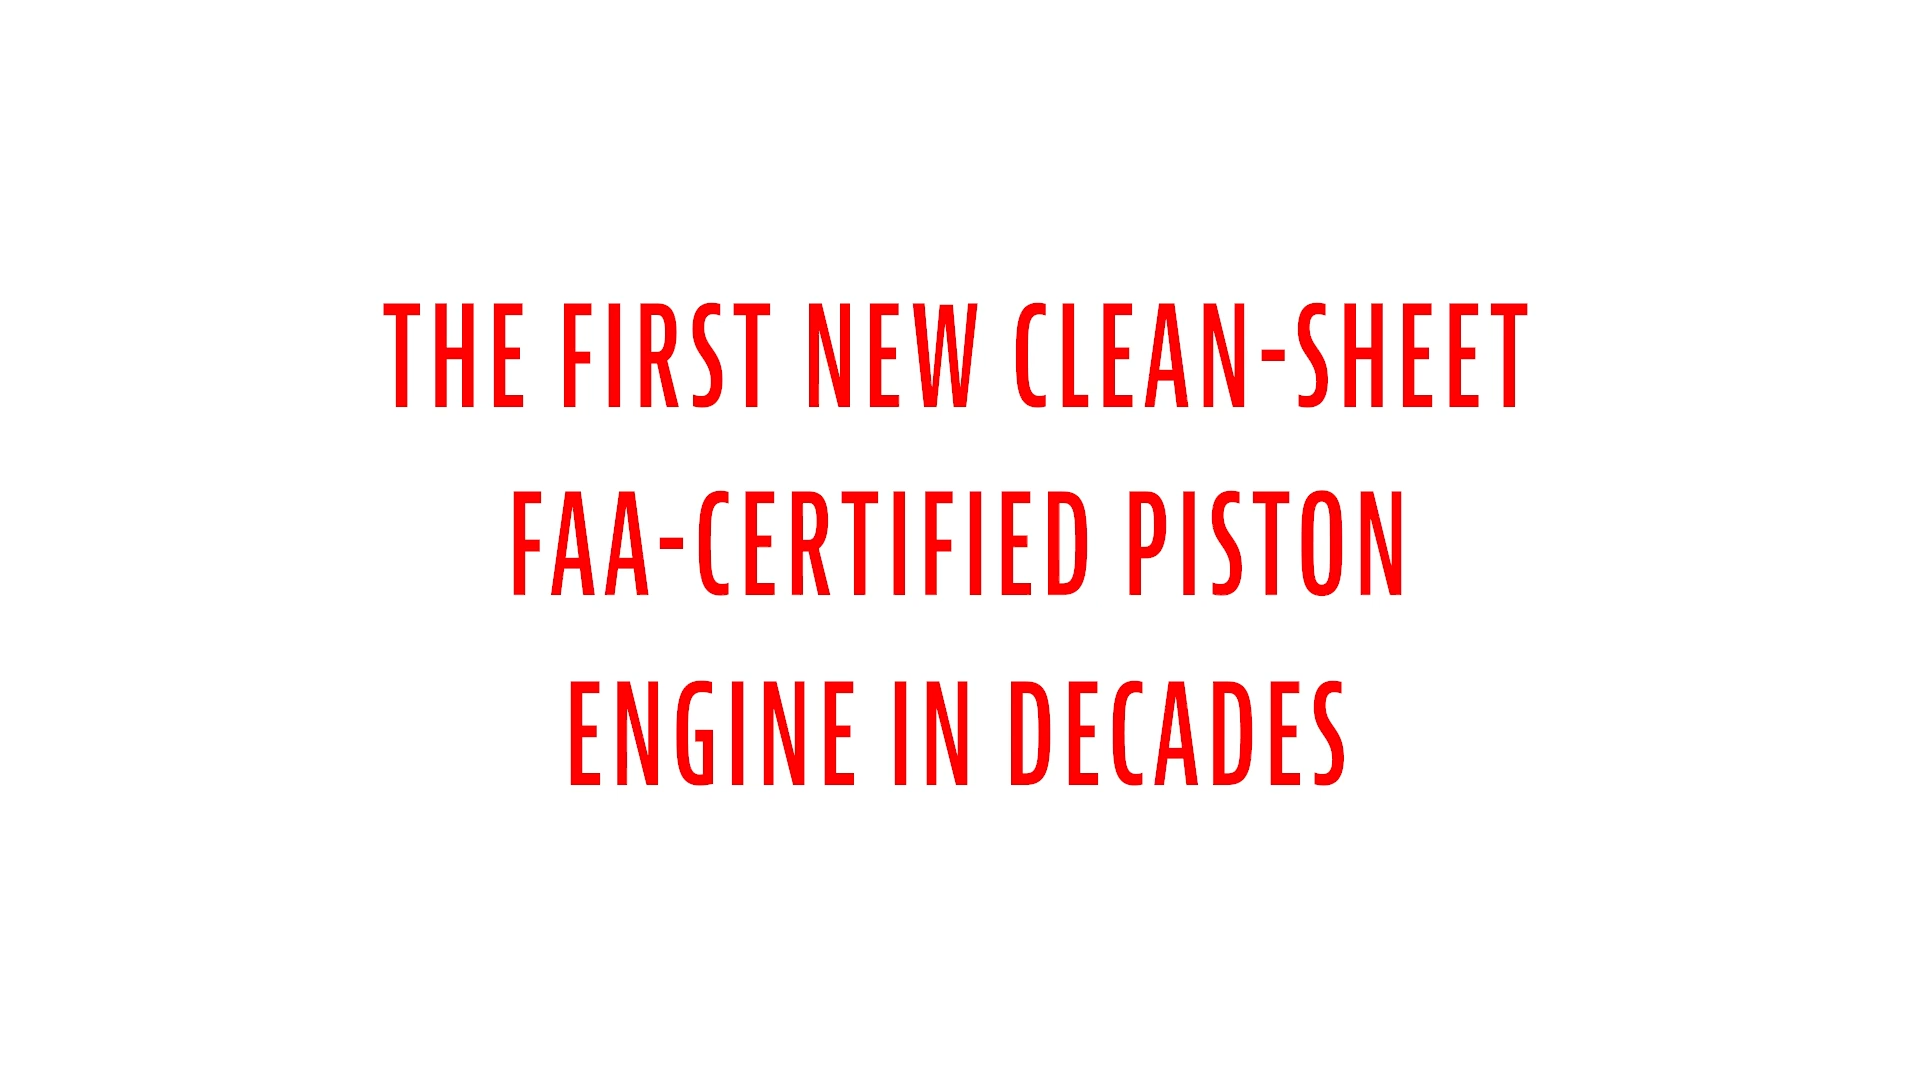 THE FIRST NEW CLEAN-SHEET
FAA-CERTIFIED PISTON
ENGINE IN DECADES